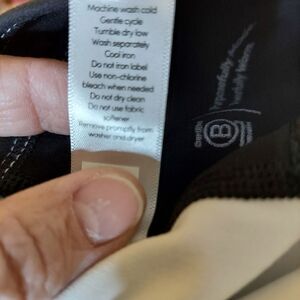 Machine wash cold
Gentle cycle
Tumble dry low
Wash separately
Cool iron
Do not iron label
Use non-chlorine
bleach when needed
Do not dry clean
Do not use fabric
softener
Remove promptly from
washer and dryer
B